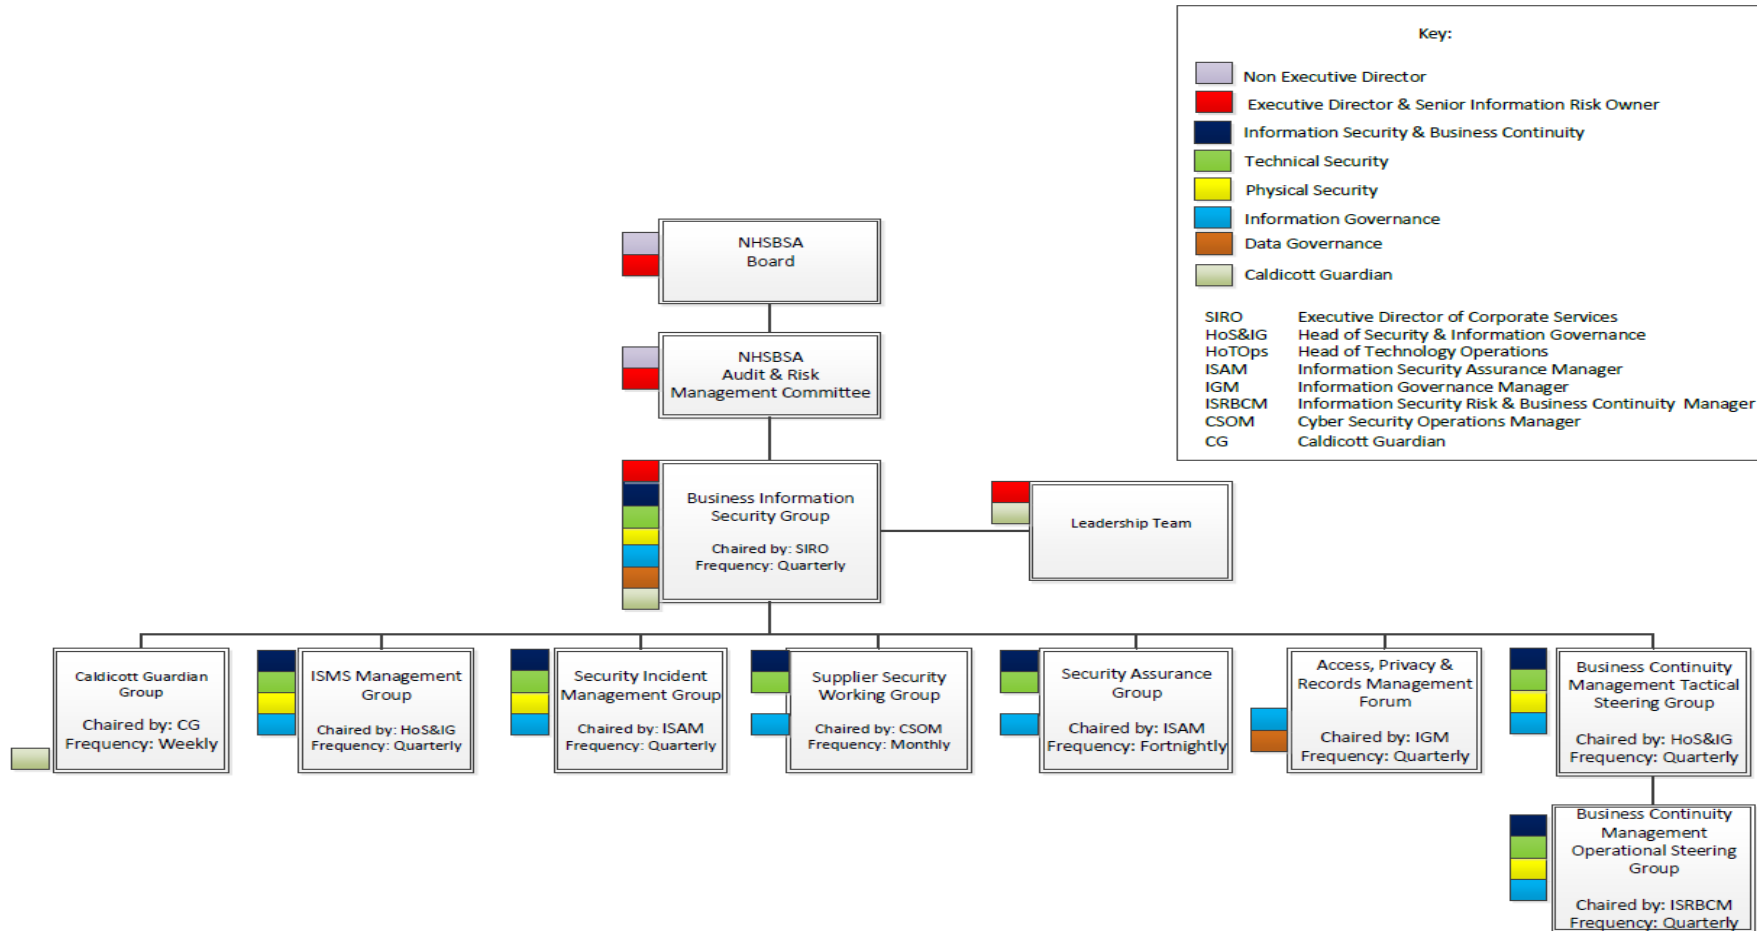 Key:
Non Executive Director
Executive Director & Senior Information Risk Owner
Information Security & Business Continuity
Technical Security
Physical Security
Information Governance
Data Governance
Caldicott Guardian
SIRO Executive Director of Corporate Services
HoS&IG Head of Security & Information Governance
HoTOps Head of Technology Operations
ISAM Information Security Assurance Manager
IGM Information Governance Manager
ISRBCM Information Security Risk & Business Continuity Manager
CSOM Cyber Security Operations Manager
CG Caldicott Guardian
NHSBSA
Board
NHSBSA
Audit & Risk
Management Committee
Business Information
Security Group
Chaired by: SIRO
Frequency: Quarterly
Leadership Team
Caldicott Guardian
Group
Chaired by: CG
Frequency: Weekly
ISMS Management
Group
Chaired by: HoS&IG
Frequency: Quarterly
Security Incident
Management Group
Chaired by: ISAM
Frequency: Quarterly
Supplier Security
Working Group
Chaired by: CSOM
Frequency: Monthly
Security Assurance
Group
Chaired by: ISAM
Frequency: Fortnightly
Access, Privacy &
Records Management
Forum
Chaired by: IGM
Frequency: Quarterly
Business Continuity
Management Tactical
Steering Group
Chaired by: HoS&IG
Frequency: Quarterly
Business Continuity
Management
Operational Steering
Group
Chaired by: ISRBCM
Frequency: Quarterly